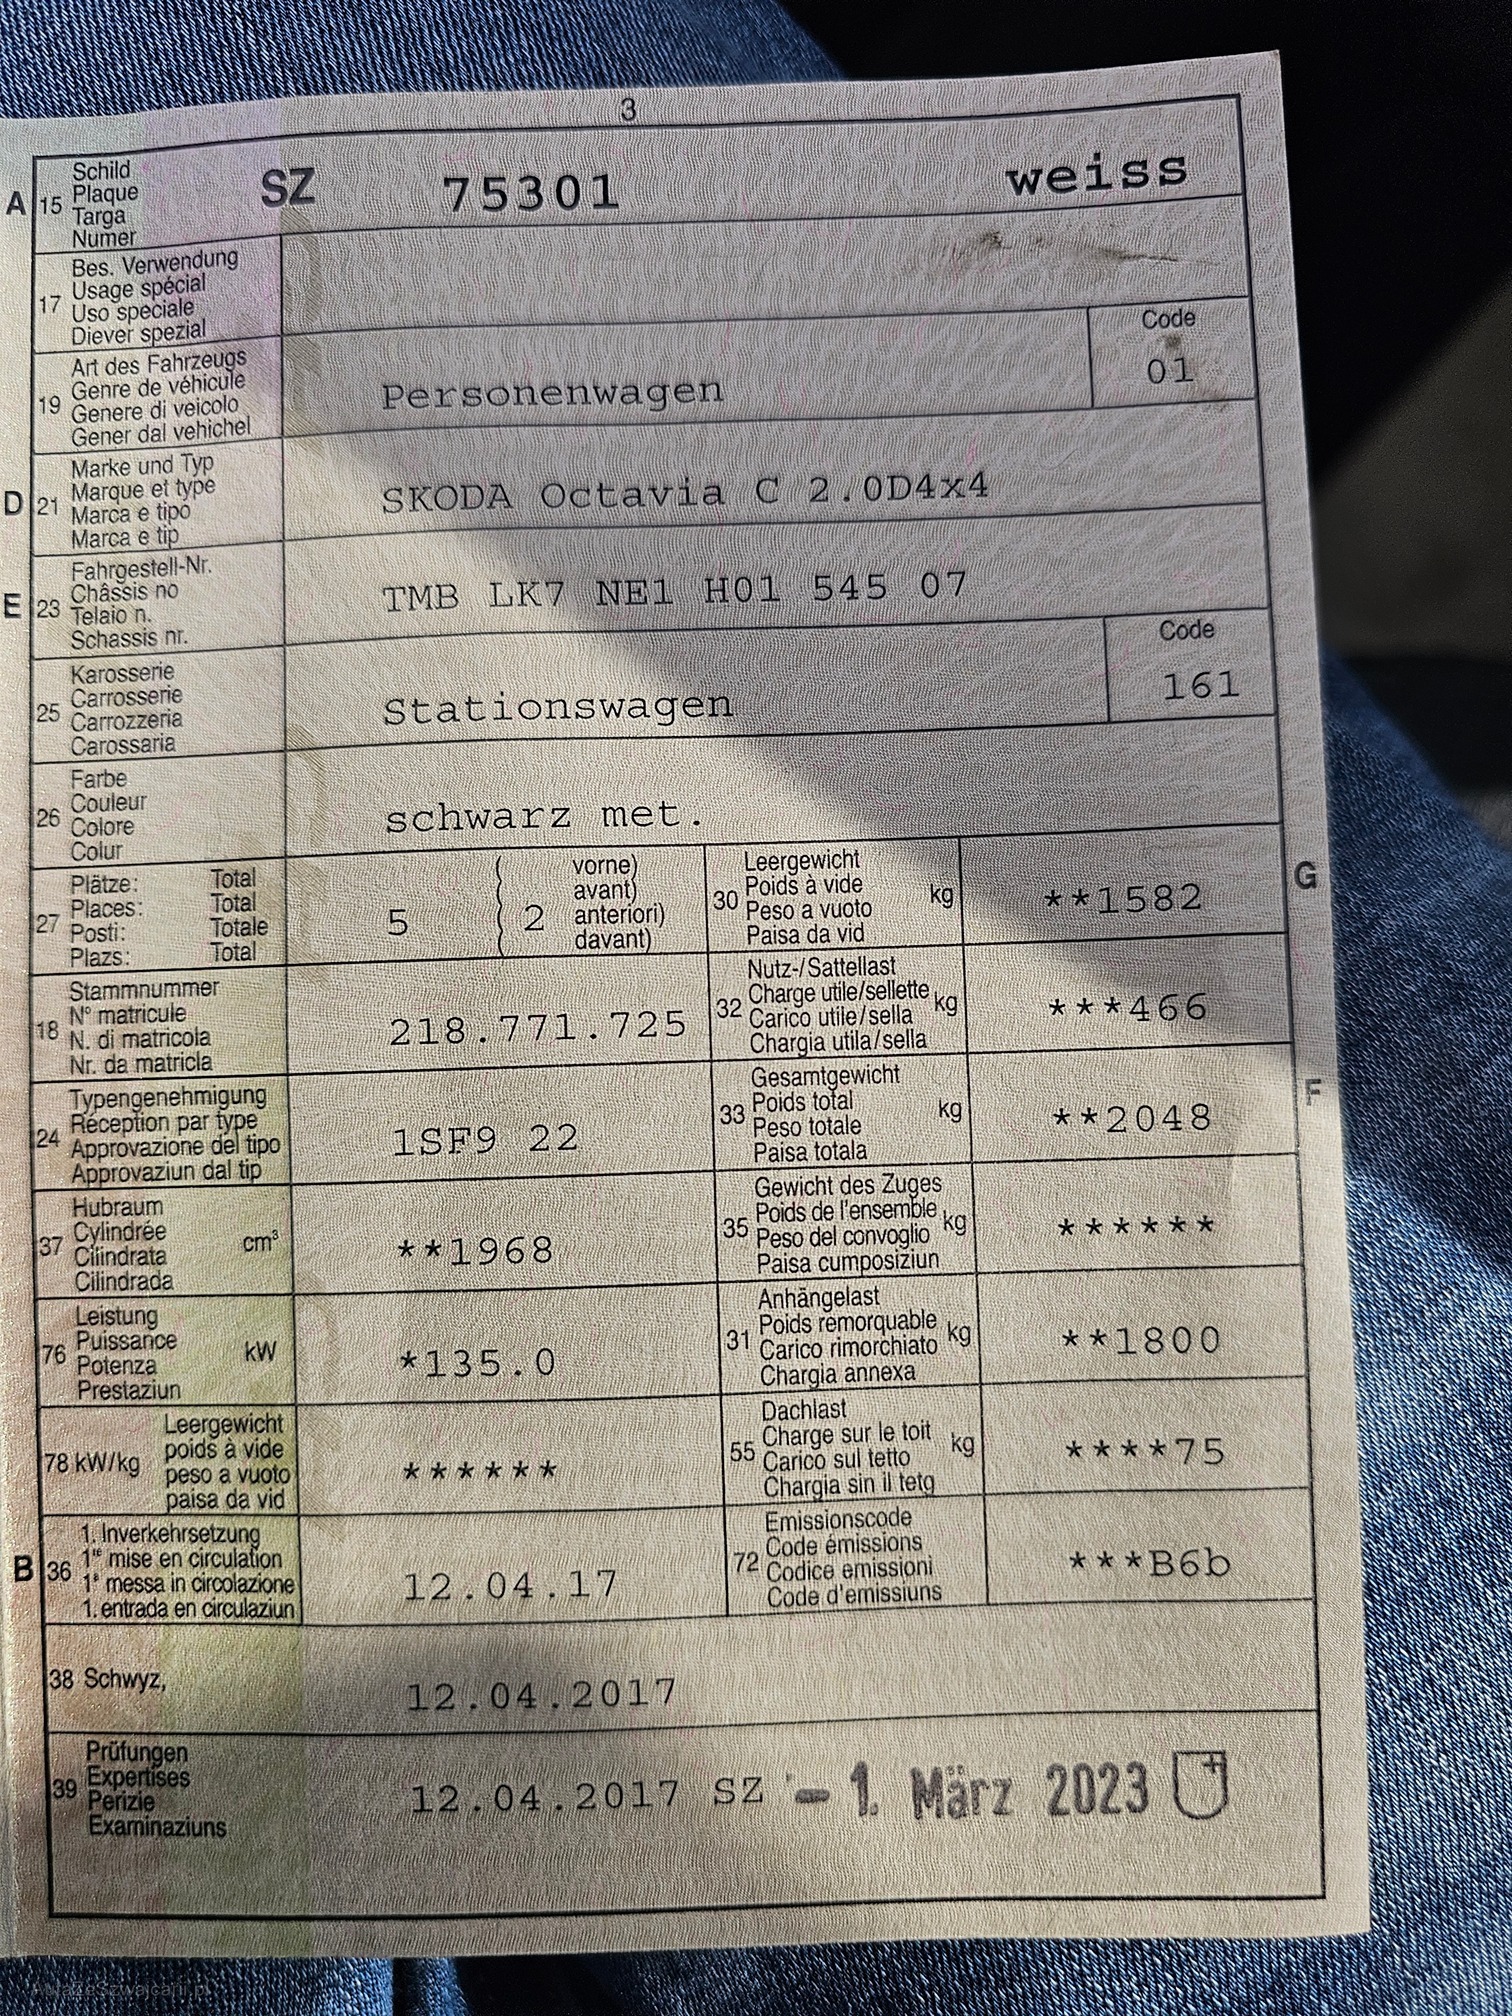 3
A 15 Schild
Plaque
Targa
Numer
SZ 75301 weiss
17 Bes. Verwendung
Usage spécial
Uso speciale
Diever spezial
19 Art des Fahrzeugs
Genre de véhicule
Genere di veicolo
Gener dal vehichel
Personenwagen
Code
01
D 21 Marke und Typ
Marque et type
Marca e tipo
Marca e tip
SKODA Octavia C 2.0D4x4
E 23 Fahrgestell-Nr.
Châssis no
Telaio n.
Schassis nr.
TMB LK7 NE1 H01 545 07
25 Karosserie
Carrosserie
Carrozzeria
Carossaria
Stationswagen
Code
161
26 Farbe
Couleur
Colore
Colur
schwarz met.
27 Plätze: Total
Places: Total
Posti: Totale
Plazs: Total
5 ( 2 vorne)
avant)
anteriori)
davant)
30 Leergewicht
Poids à vide
Peso a vuoto
Paisa da vid
kg
**1582
G
18 Stammnummer
N° matricule
N. di matricola
Nr. da matricla
218.771.725
32 Nutz-/Sattellast
Charge utile/sellette
Carico utile/sella
Chargia utila/sella
kg
***466
24 Typengenehmigung
Réception par type
Approvazione del tipo
Approvaziun dal tip
1SF9 22
33 Gesamtgewicht
Poids total
Peso totale
Paisa totala
kg
**2048
F
37 Hubraum
Cylindrée
Cilindrata
Cilindrada
cm³
**1968
35 Gewicht des Zuges
Poids de l'ensemble
Peso del convoglio
Paisa cumposiziun
kg
******
76 Leistung
Puissance
Potenza
Prestaziun
kW
*135.0
31 Anhängelast
Poids remorquable
Carico rimorchiato
Chargia annexa
kg
**1800
78 kW/kg Leergewicht
poids à vide
peso a vuoto
paisa da vid
******
55 Dachlast
Charge sur le toit
Carico sul tetto
Chargia sin il tetg
kg
****75
B 36 1. Inverkehrsetzung
1re mise en circulation
1a messa in circolazione
1. entrada en circulaziun
12.04.17
72 Emissionscode
Code émissions
Codice emissioni
Code d'emissiuns
***B6b
38 Schwyz,
12.04.2017
39 Prüfungen
Expertises
Perizie
Examinaziuns
12.04.2017 SZ – 1. März 2023
AutaZeSzwajcarii.pl